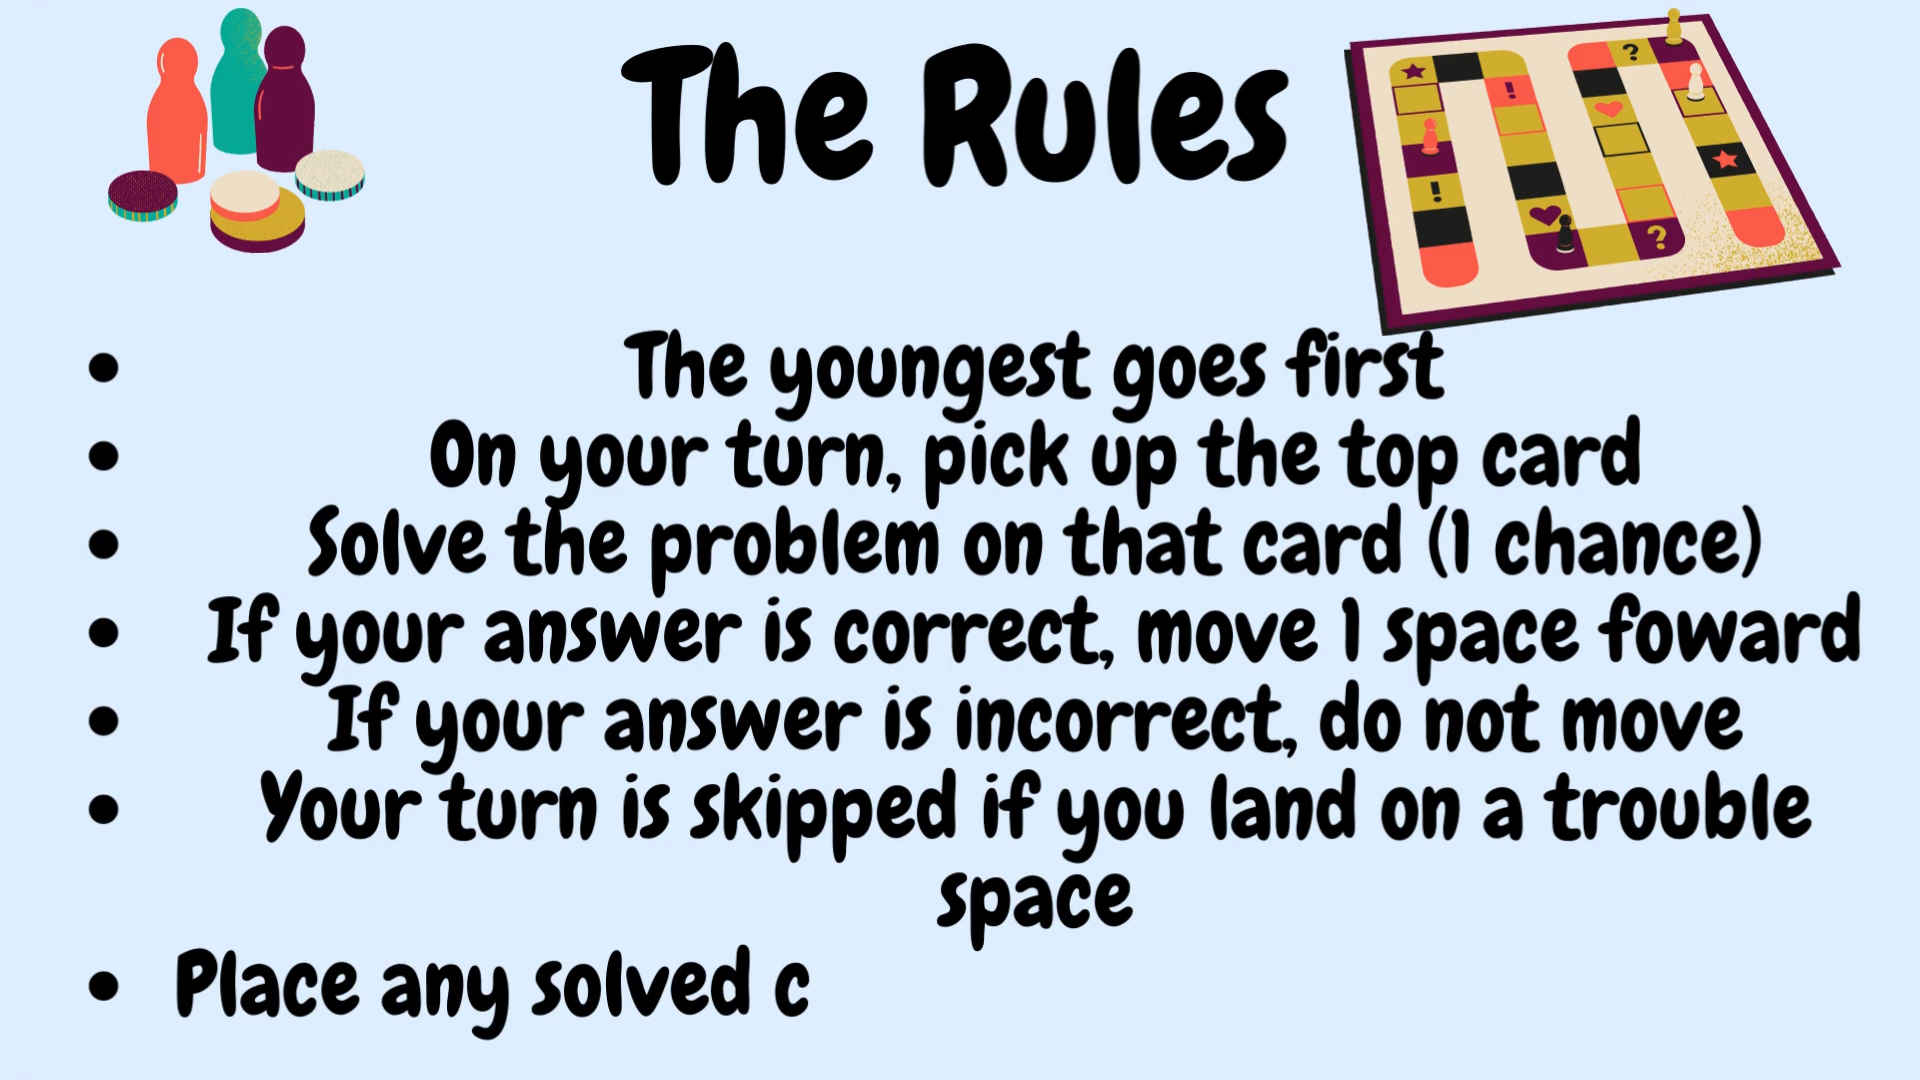 The Rules
The youngest goes first
On your turn, pick up the top card
Solve the problem on that card (1 chance)
If your answer is correct, move 1 space foward
If your answer is incorrect, do not move
Your turn is skipped if you land on a trouble
space
Place any solved c